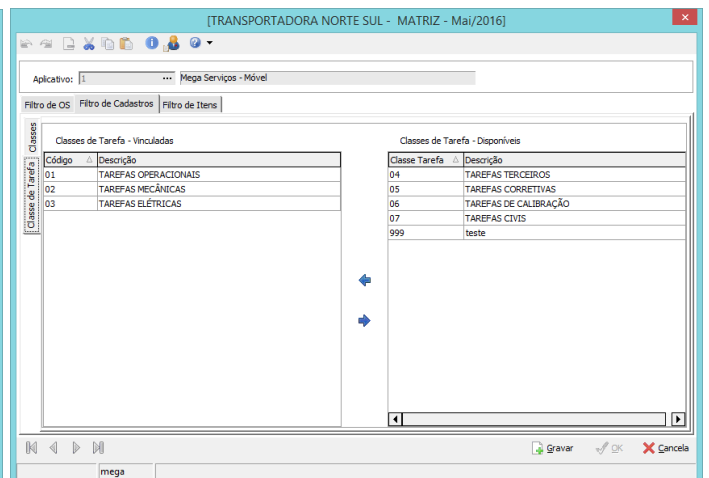 [TRANSPORTADORA NORTE SUL - MATRIZ - Mai/2016]
Aplicativo: 1 ... Mega Serviços - Móvel
Filtro de OS Filtro de Cadastros Filtro de Itens
Classes
Classe de Tarefa
Classes de Tarefa - Vinculadas
Código Descrição
01 TAREFAS OPERACIONAIS
02 TAREFAS MECÂNICAS
03 TAREFAS ELÉTRICAS
Classes de Tarefa - Disponíveis
Classe Tarefa Descrição
04 TAREFAS TERCEIROS
05 TAREFAS CORRETIVAS
06 TAREFAS DE CALIBRAÇÃO
07 TAREFAS CIVIS
999 teste
Gravar OK Cancela
mega